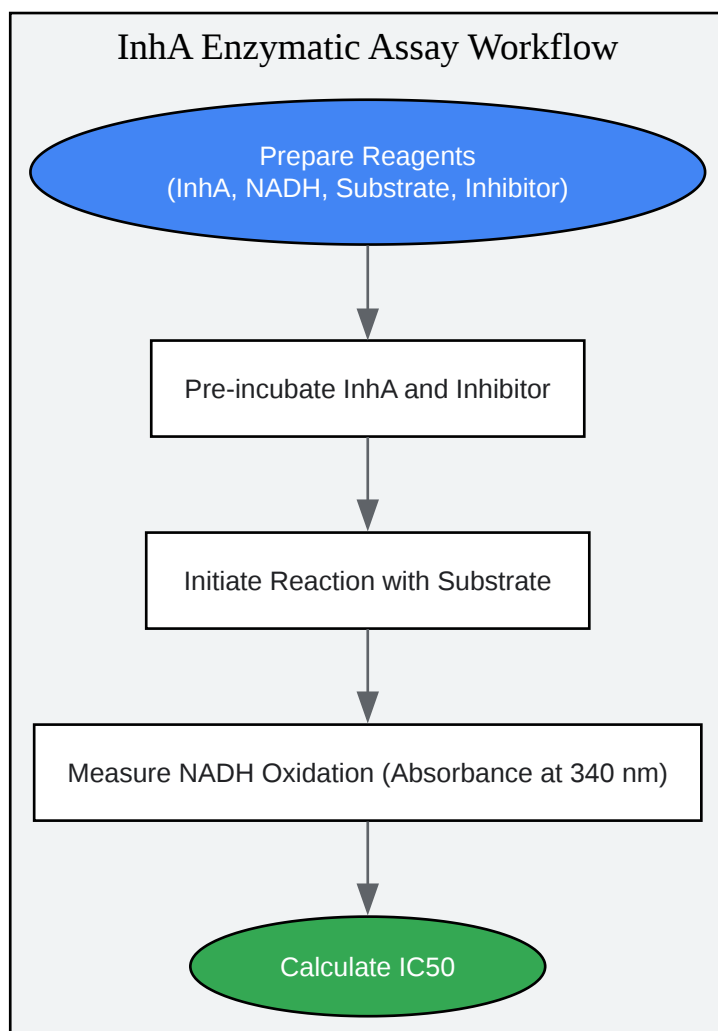 InhA Enzymatic Assay Workflow
Prepare Reagents
(InhA, NADH, Substrate, Inhibitor)
Pre-incubate InhA and Inhibitor
Initiate Reaction with Substrate
Measure NADH Oxidation (Absorbance at 340 nm)
Calculate IC50